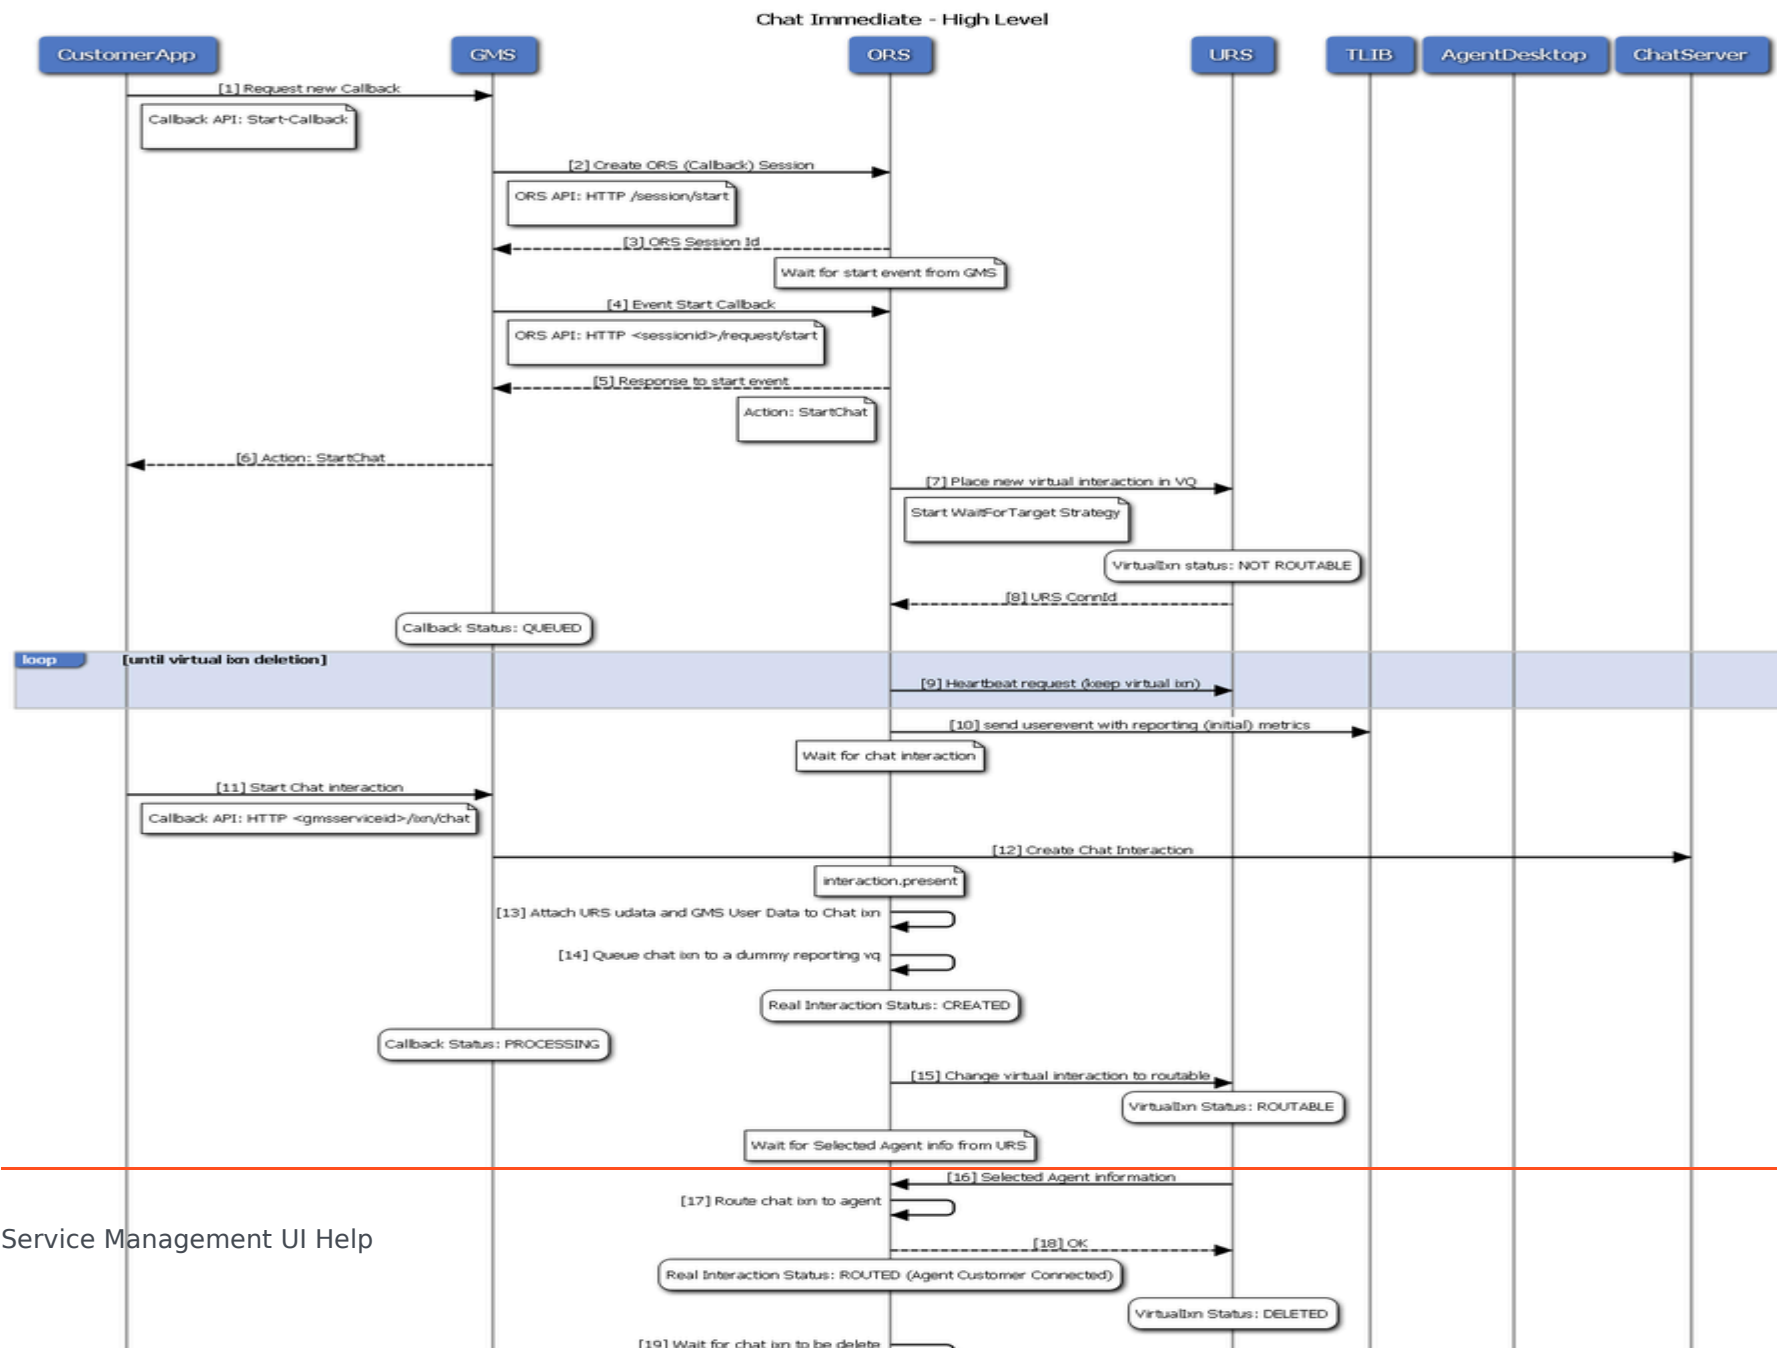 Chat Immediate - High Level
CustomerApp GMS ORS URS TLIB AgentDesktop ChatServer
[1] Request new Callback
Callback API: Start-Callback
[2] Create ORS (Callback) Session
ORS API: HTTP /session/start
[3] ORS Session Id
Wait for start event from GMS
[4] Event Start Callback
ORS API: HTTP <sessionid>/request/start
[5] Response to start event
Action: StartChat
[6] Action: StartChat
[7] Place new virtual interaction in VQ
Start WaitForTarget Strategy
VirtualIxn status: NOT ROUTABLE
[8] URS ConnId
Callback Status: QUEUED
loop [until virtual ixn deletion]
[9] Heartbeat request (keep virtual ixn)
[10] send userevent with reporting (initial) metrics
Wait for chat interaction
[11] Start Chat interaction
Callback API: HTTP <gmsserviceid>/ixn/chat
[12] Create Chat Interaction
interaction.present
[13] Attach URS udata and GMS User Data to Chat ixn
[14] Queue chat ixn to a dummy reporting vq
Real Interaction Status: CREATED
Callback Status: PROCESSING
[15] Change virtual interaction to routable
VirtualIxn Status: ROUTABLE
Wait for Selected Agent info from URS
[16] Selected Agent information
[17] Route chat ixn to agent
Service Management UI Help
[18] OK
Real Interaction Status: ROUTED (Agent Customer Connected)
VirtualIxn Status: DELETED
[19] Wait for chat ixn to be delete